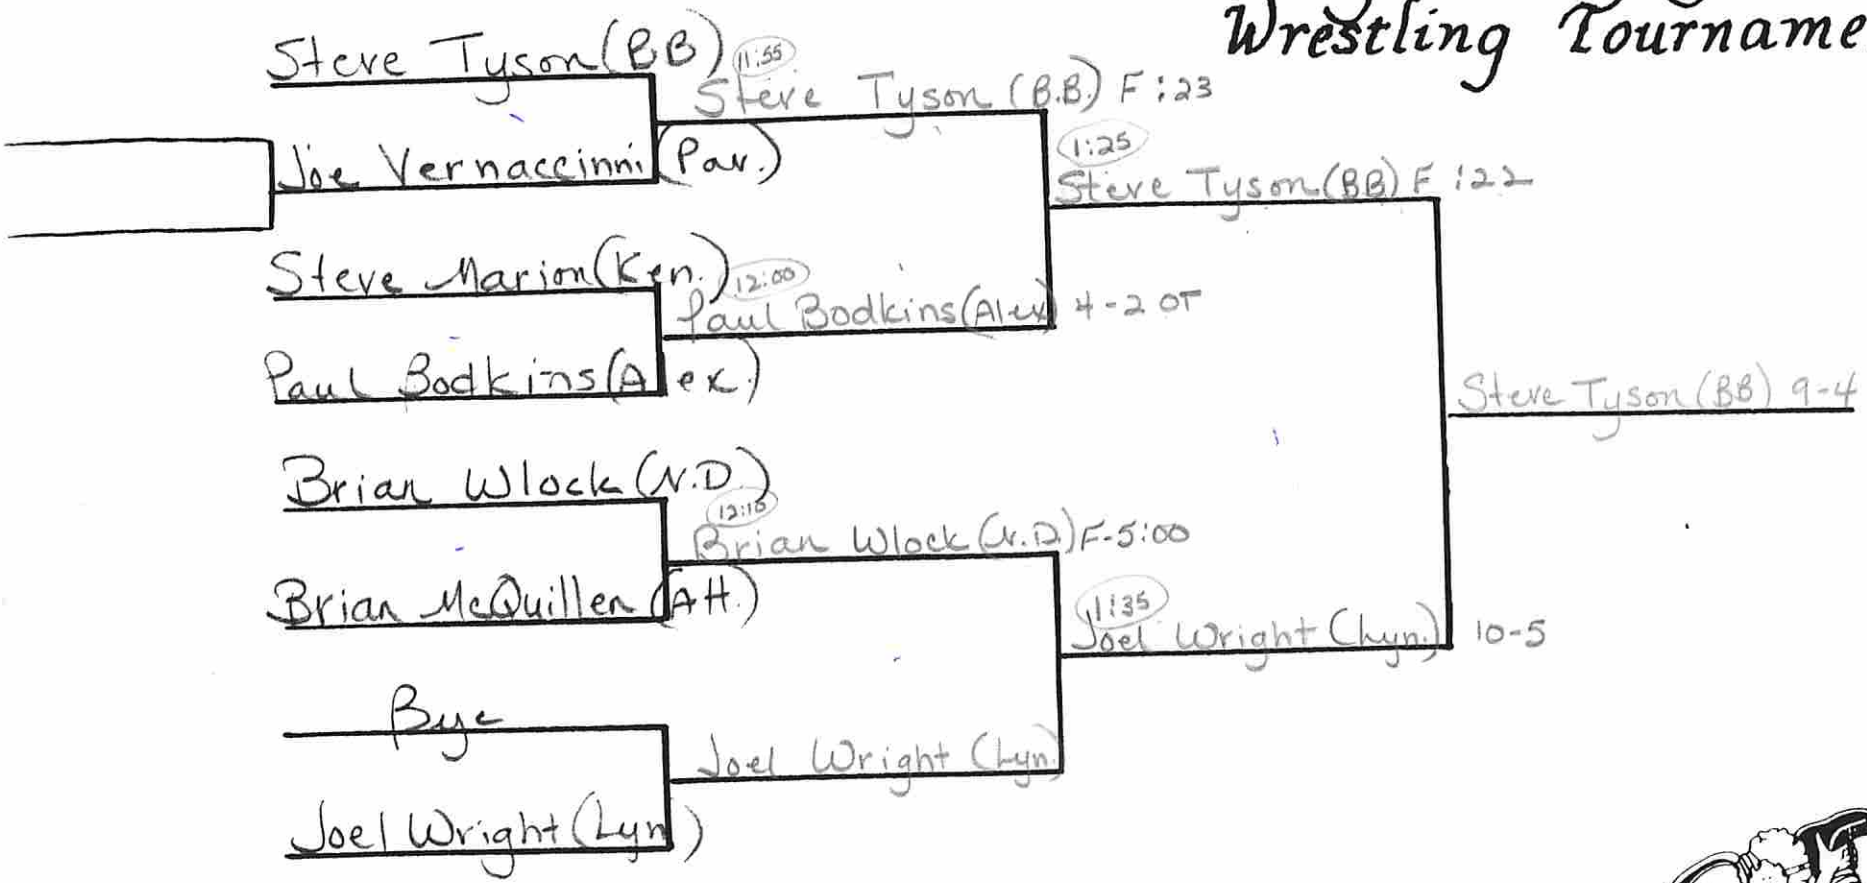 Wrestling Tourname
Steve Tyson (BB)
11:55
Steve Tyson (B.B.) F :23
Joe Vernaccinni (Pav.)
1:25
Steve Tyson (BB) F :22
Steve Marion (Ken.)
12:00
Paul Bodkins (Alex) 4-2 OT
Paul Bodkins (Alex.)
Steve Tyson (BB) 9-4
Brian Wlock (N.D.)
12:10
Brian Wlock (N.D.) F-5:00
Brian McQuillen (AH.)
1:35
Joel Wright (Lyn.) 10-5
Bye
Joel Wright (Lyn.
Joel Wright (Lyn)